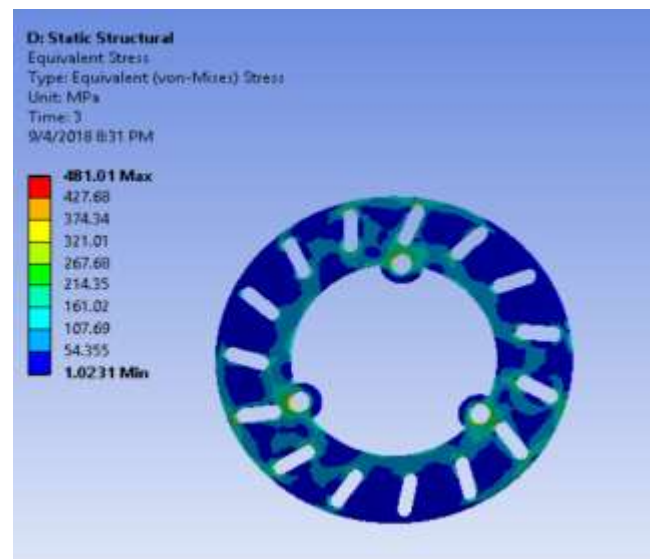 D: Static Structural
Equivalent Stress
Type: Equivalent (von-Mises) Stress
Unit: MPa
Time: 3
9/4/2018 8:31 PM
481.01 Max
427.68
374.34
321.01
267.68
214.35
161.02
107.69
54.355
1.0231 Min